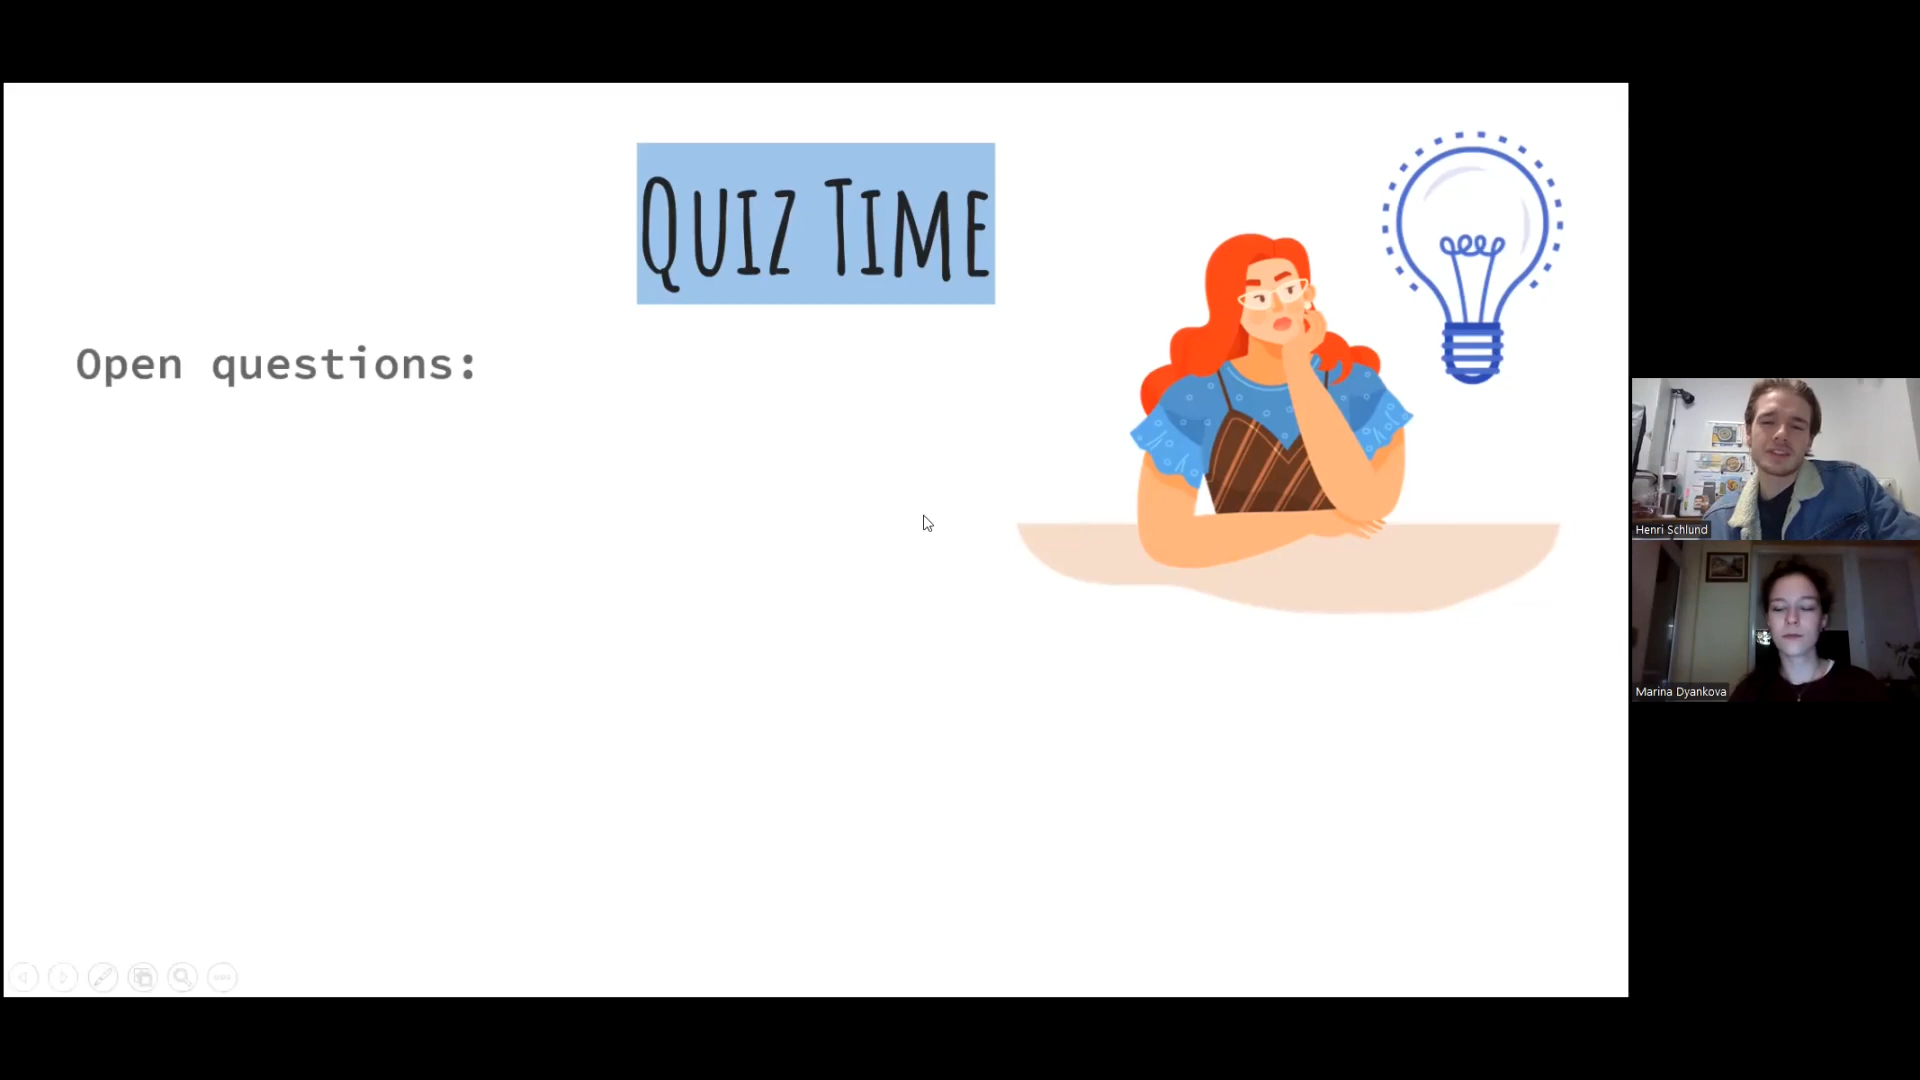 Quiz Time
Open questions:
Henri Schlund
Marina Dyankova